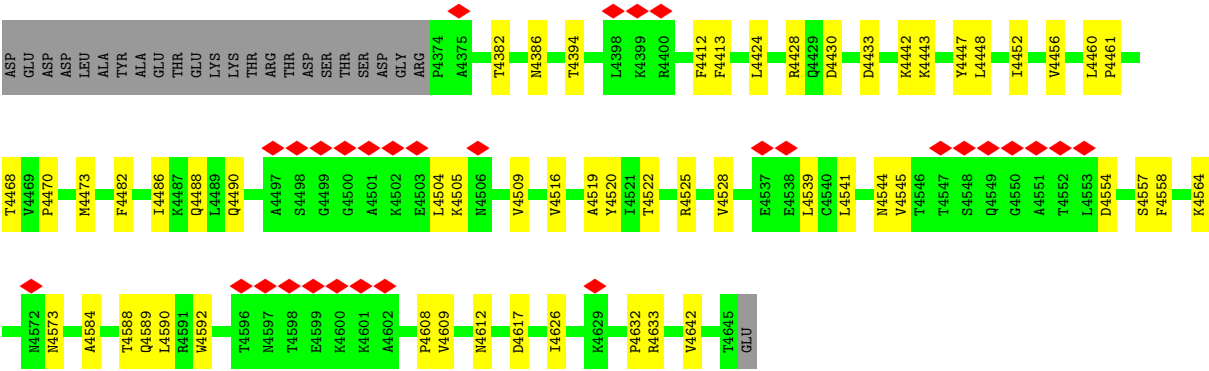 ASP GLU ASP ASP LEU ALA TYR ALA GLU THR GLU LYS LYS THR ARG THR ASP SER THR SER ASP GLY ARG P4374 A4375 T4382 N4386 T4394 L4398 K4399 R4400 F4412 F4413 L4424 R4428 Q4429 D4430 D4433 K4442 K4443 Y4447 L4448 I4452 V4456 L4460 P4461
T4468 V4469 P4470 M4473 F4482 I4486 K4487 Q4488 L4489 Q4490 A4497 S4498 G4499 G4500 A4501 K4502 E4503 L4504 K4505 N4506 V4509 V4516 A4519 Y4520 I4521 T4522 R4525 V4528 E4537 E4538 L4539 C4540 L4541 N4544 V4545 T4546 T4547 S4548 Q4549 G4550 A4551 T4552 L4553 D4554 S4557 F4558 K4564
N4572 N4573 A4584 T4588 Q4589 L4590 R4591 W4592 T4596 N4597 T4598 E4599 K4600 K4601 A4602 P4608 V4609 N4612 D4617 I4626 K4629 P4632 R4633 V4642 T4645 GLU